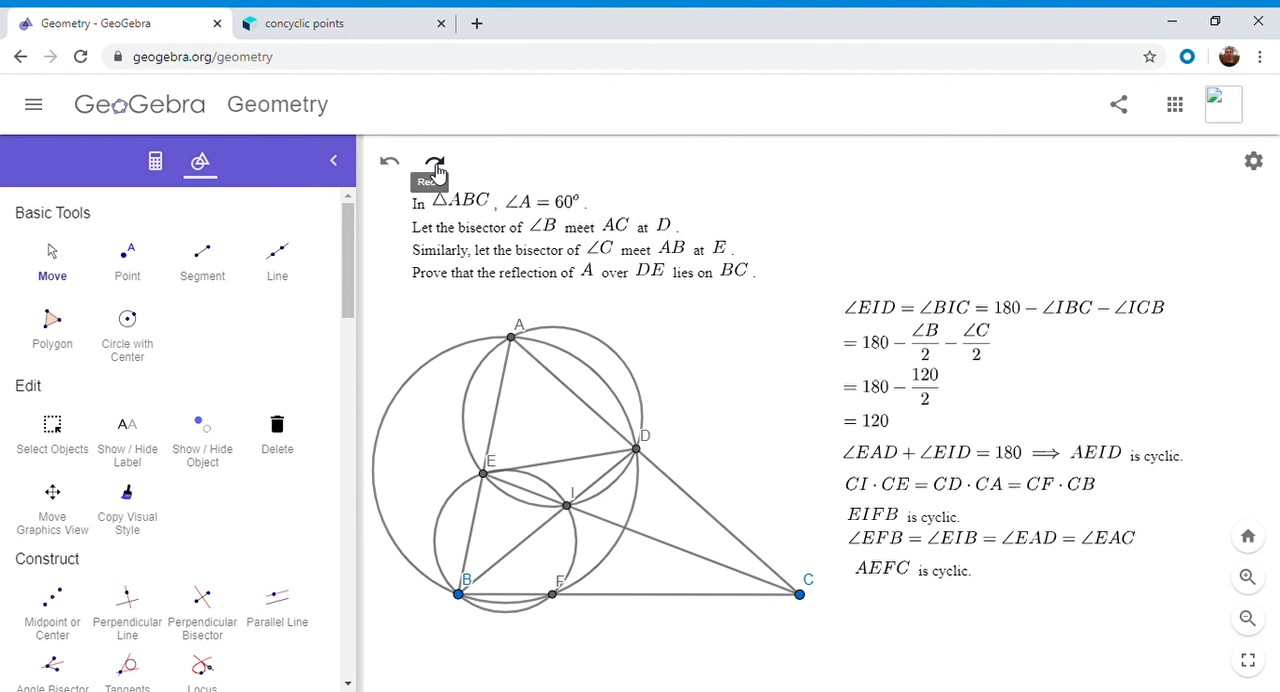 Geometry - GeoGebra
concyclic points
geogebra.org/geometry
GeoGebra Geometry
Basic Tools
Move
Point
Segment
Line
Polygon
Circle with
Center
Edit
Select Objects
Show / Hide
Label
Show / Hide
Object
Delete
Move
Graphics View
Copy Visual
Style
Construct
Midpoint or
Center
Perpendicular
Line
Perpendicular
Bisector
Parallel Line
Angle Bisector
Tangents
Locus
In △ABC , ∠A = 60° .
Let the bisector of ∠B meet AC at D .
Similarly, let the bisector of ∠C meet AB at E .
Prove that the reflection of A over DE lies on BC .
A
D
E
I
B
F
C
∠EID = ∠BIC = 180 − ∠IBC − ∠ICB
= 180 − ∠B/2 − ∠C/2
= 180 − 120/2
= 120
∠EAD + ∠EID = 180 ⟹ AEID is cyclic.
CI · CE = CD · CA = CF · CB
EIFB is cyclic.
∠EFB = ∠EIB = ∠EAD = ∠EAC
AEFC is cyclic.